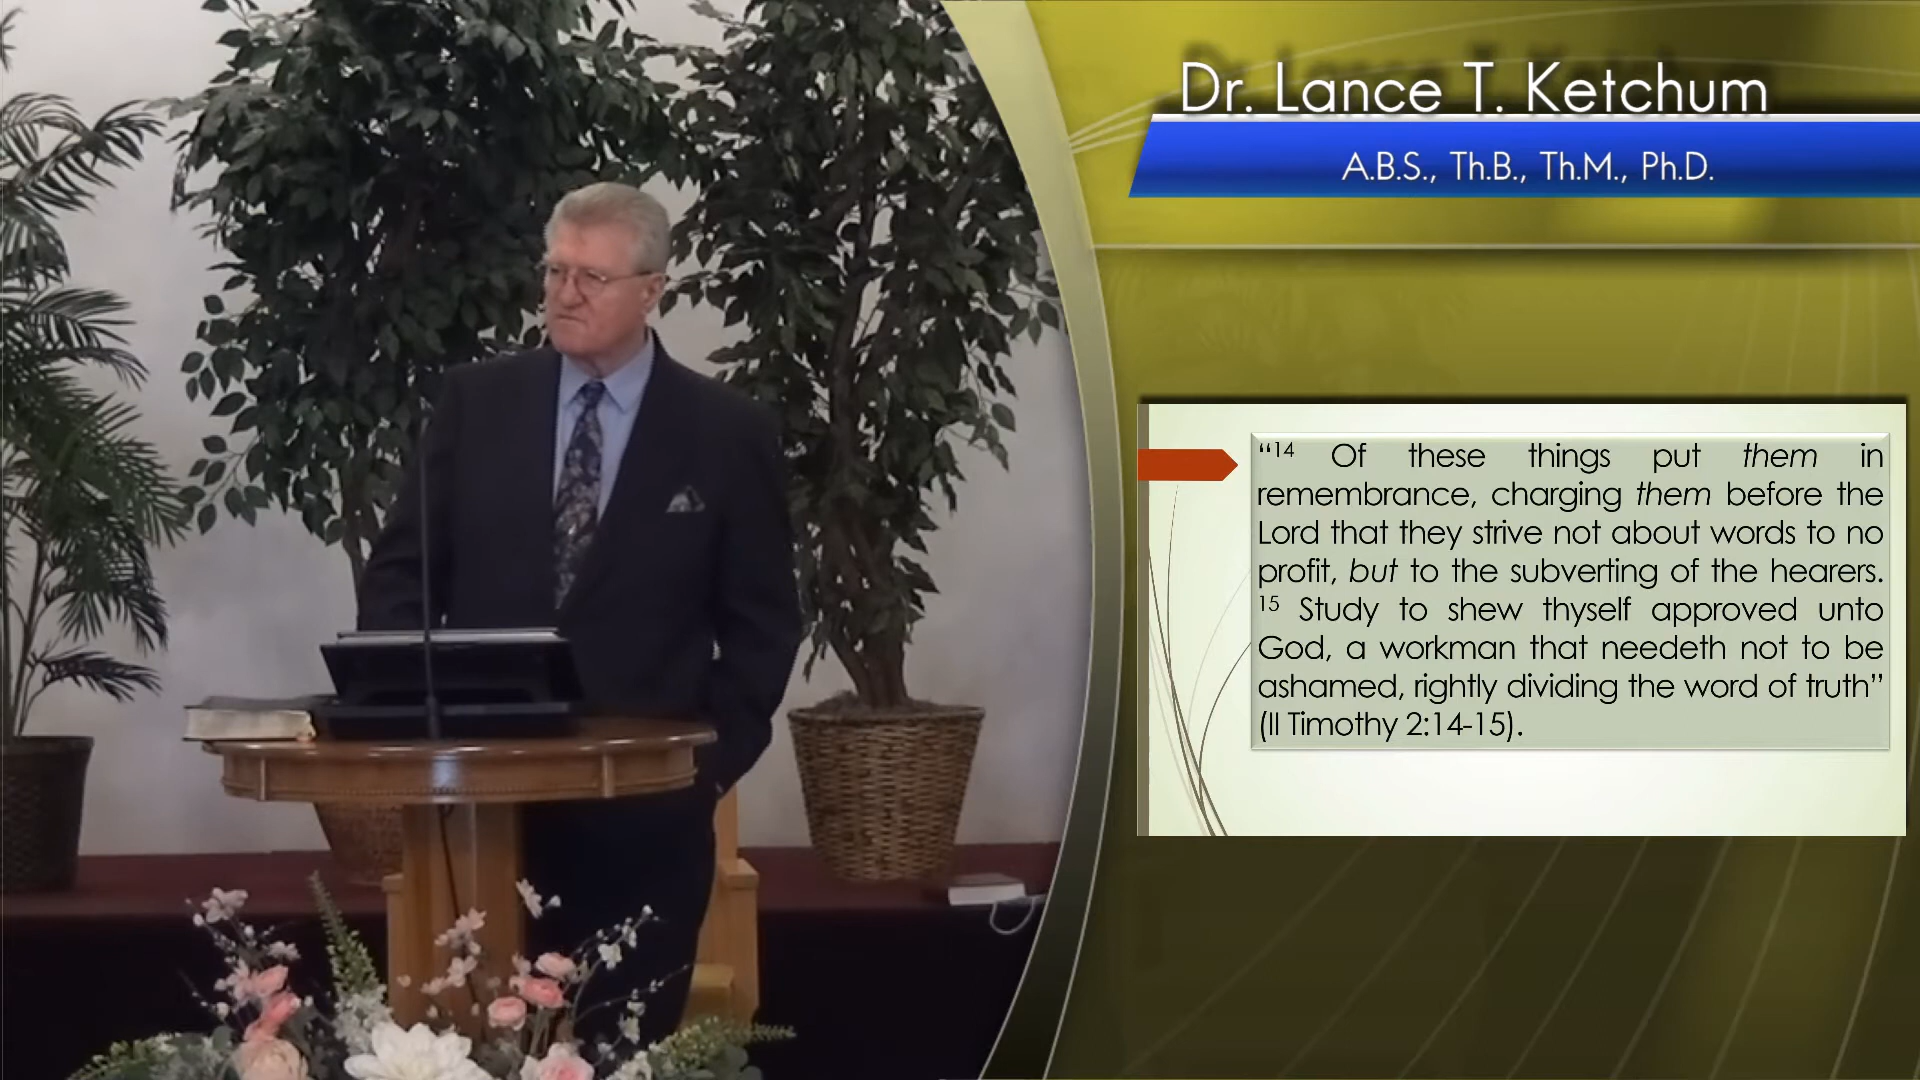 Dr. Lance T. Ketchum
A.B.S., Th.B., Th.M., Ph.D.
“14 Of these things put them in
remembrance, charging them before the
Lord that they strive not about words to no
profit, but to the subverting of the hearers.
15 Study to shew thyself approved unto
God, a workman that needeth not to be
ashamed, rightly dividing the word of truth”
(II Timothy 2:14-15).